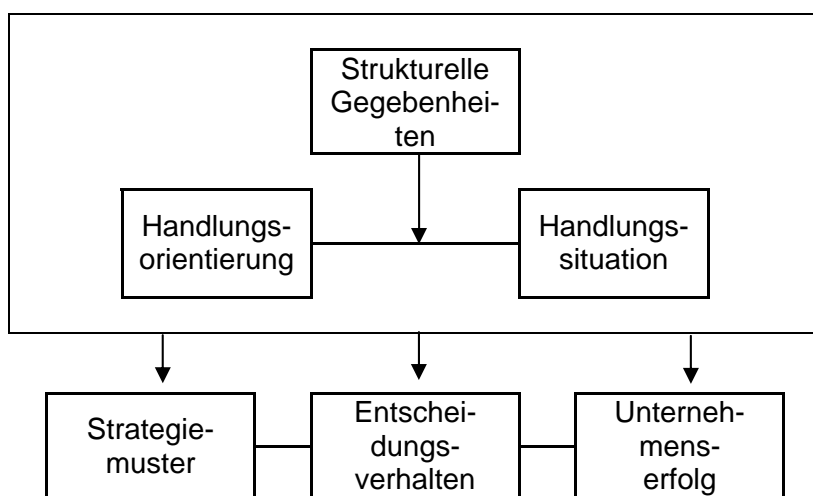 Strukturelle
Gegebenhei-
ten
Handlungs-
orientierung
Handlungs-
situation
Strategie-
muster
Entschei-
dungs-
verhalten
Unterneh-
mens-
erfolg